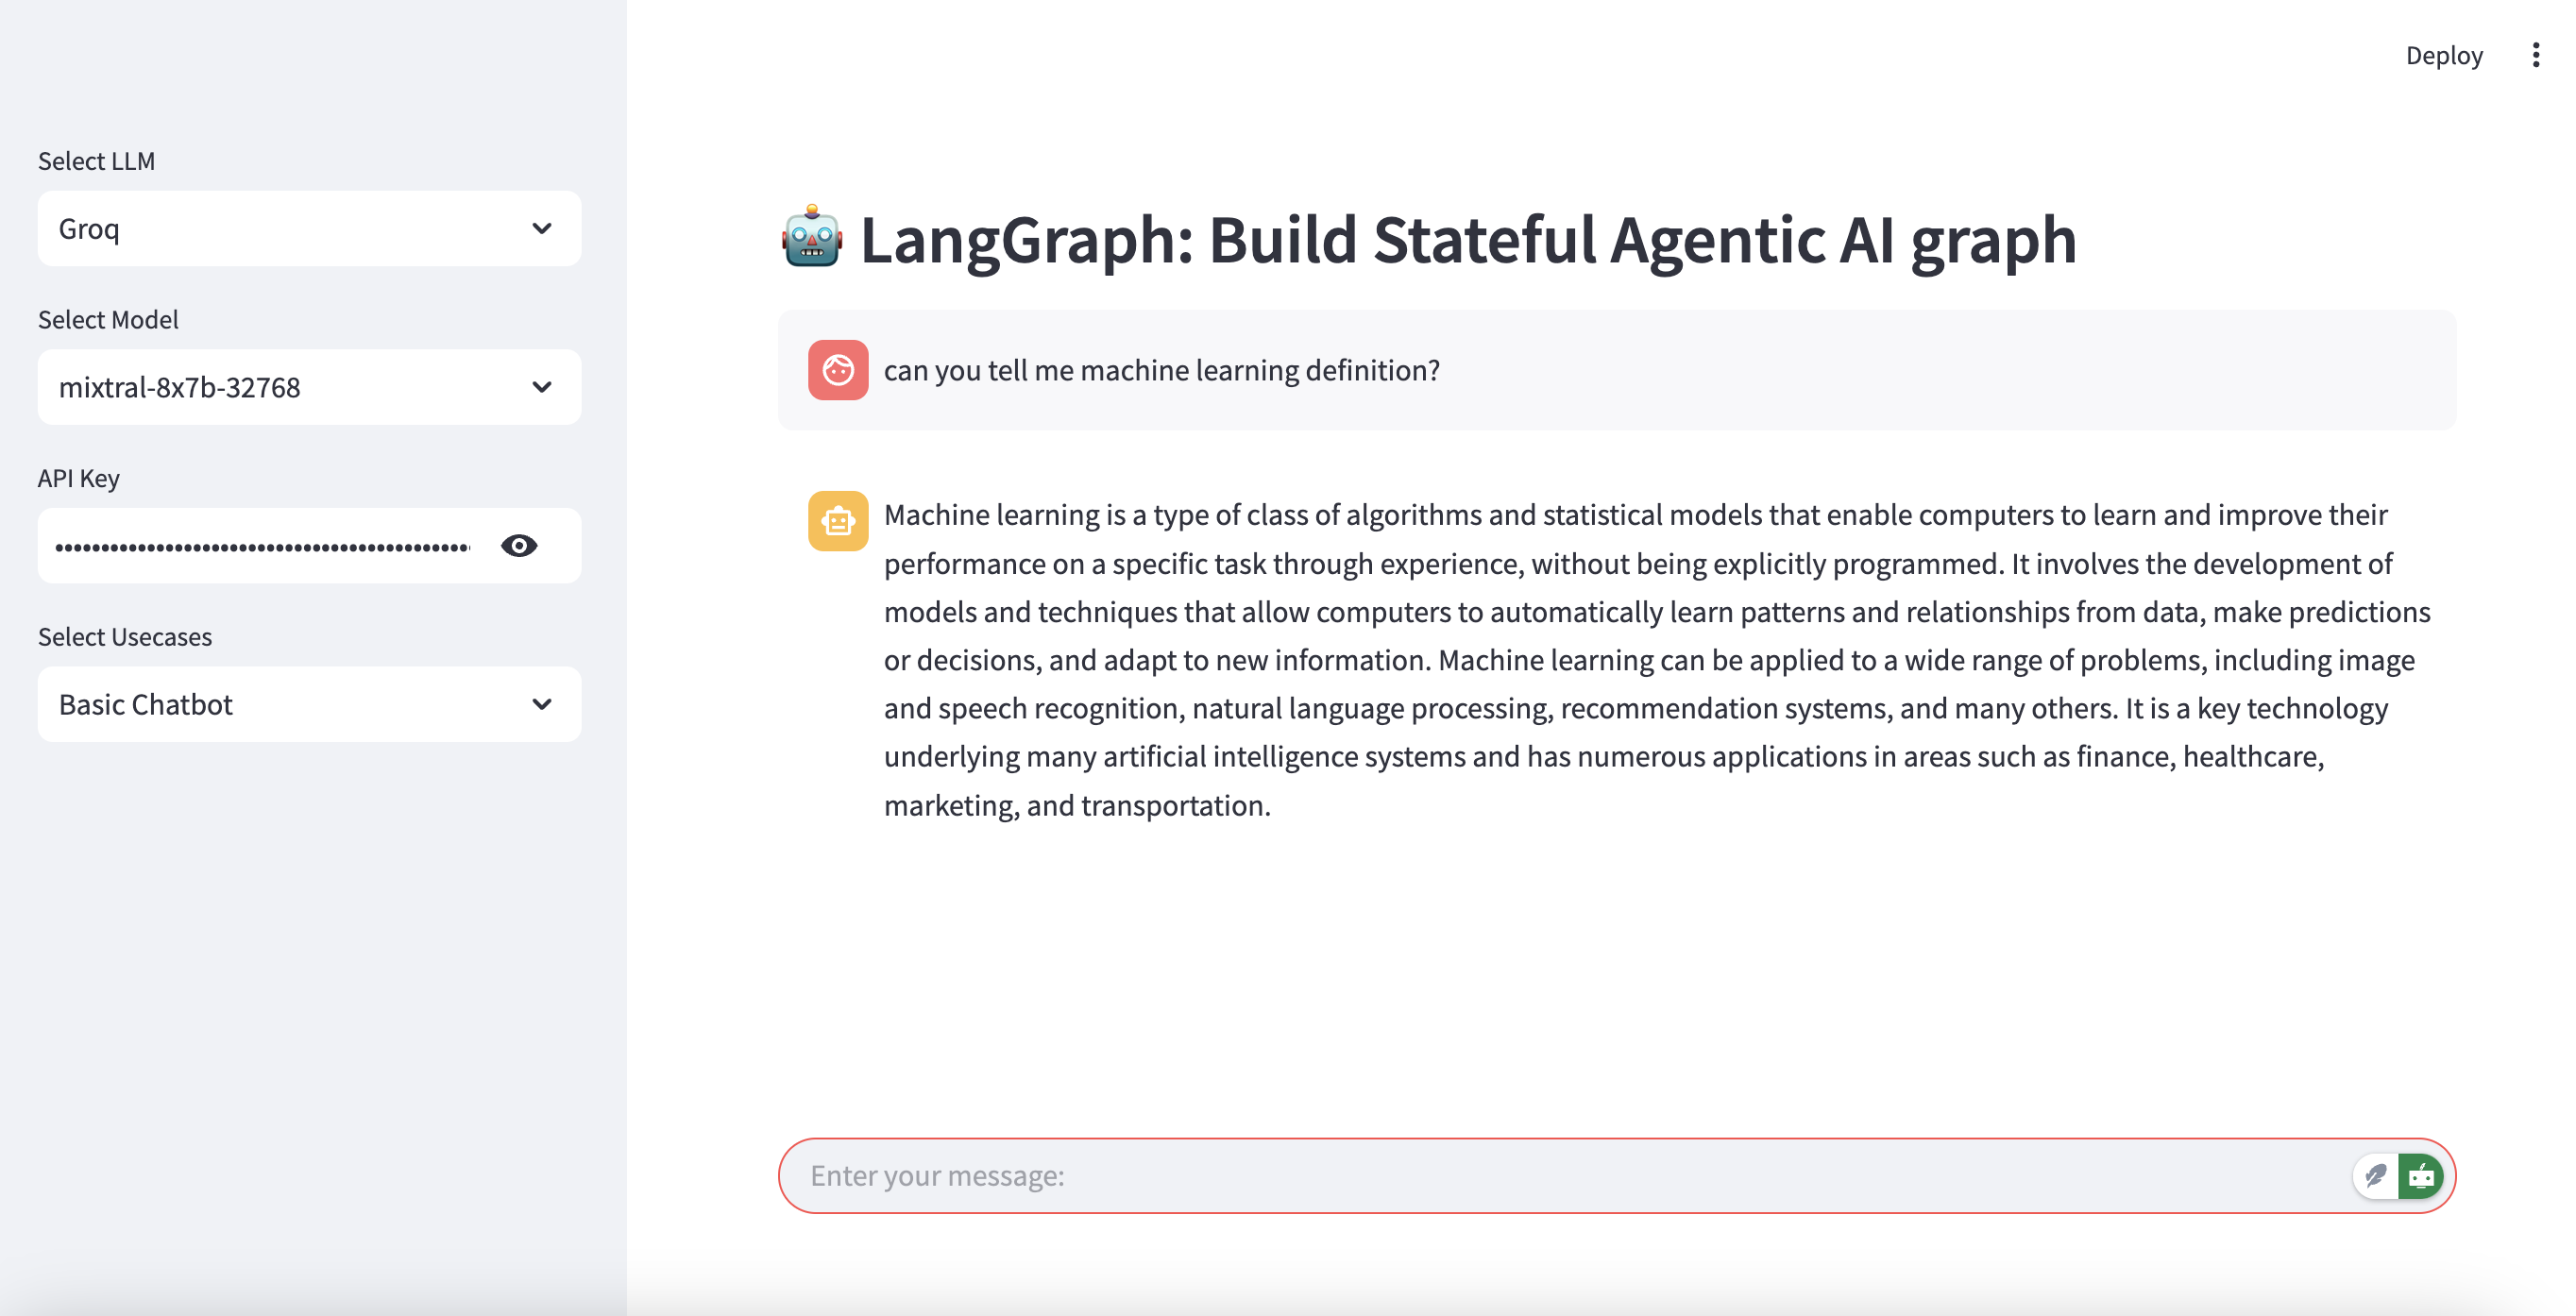 Deploy
Select LLM
Groq
Select Model
mixtral-8x7b-32768
API Key
Select Usecases
Basic Chatbot
LangGraph: Build Stateful Agentic AI graph
can you tell me machine learning definition?
Machine learning is a type of class of algorithms and statistical models that enable computers to learn and improve their
performance on a specific task through experience, without being explicitly programmed. It involves the development of
models and techniques that allow computers to automatically learn patterns and relationships from data, make predictions
or decisions, and adapt to new information. Machine learning can be applied to a wide range of problems, including image
and speech recognition, natural language processing, recommendation systems, and many others. It is a key technology
underlying many artificial intelligence systems and has numerous applications in areas such as finance, healthcare,
marketing, and transportation.
Enter your message: